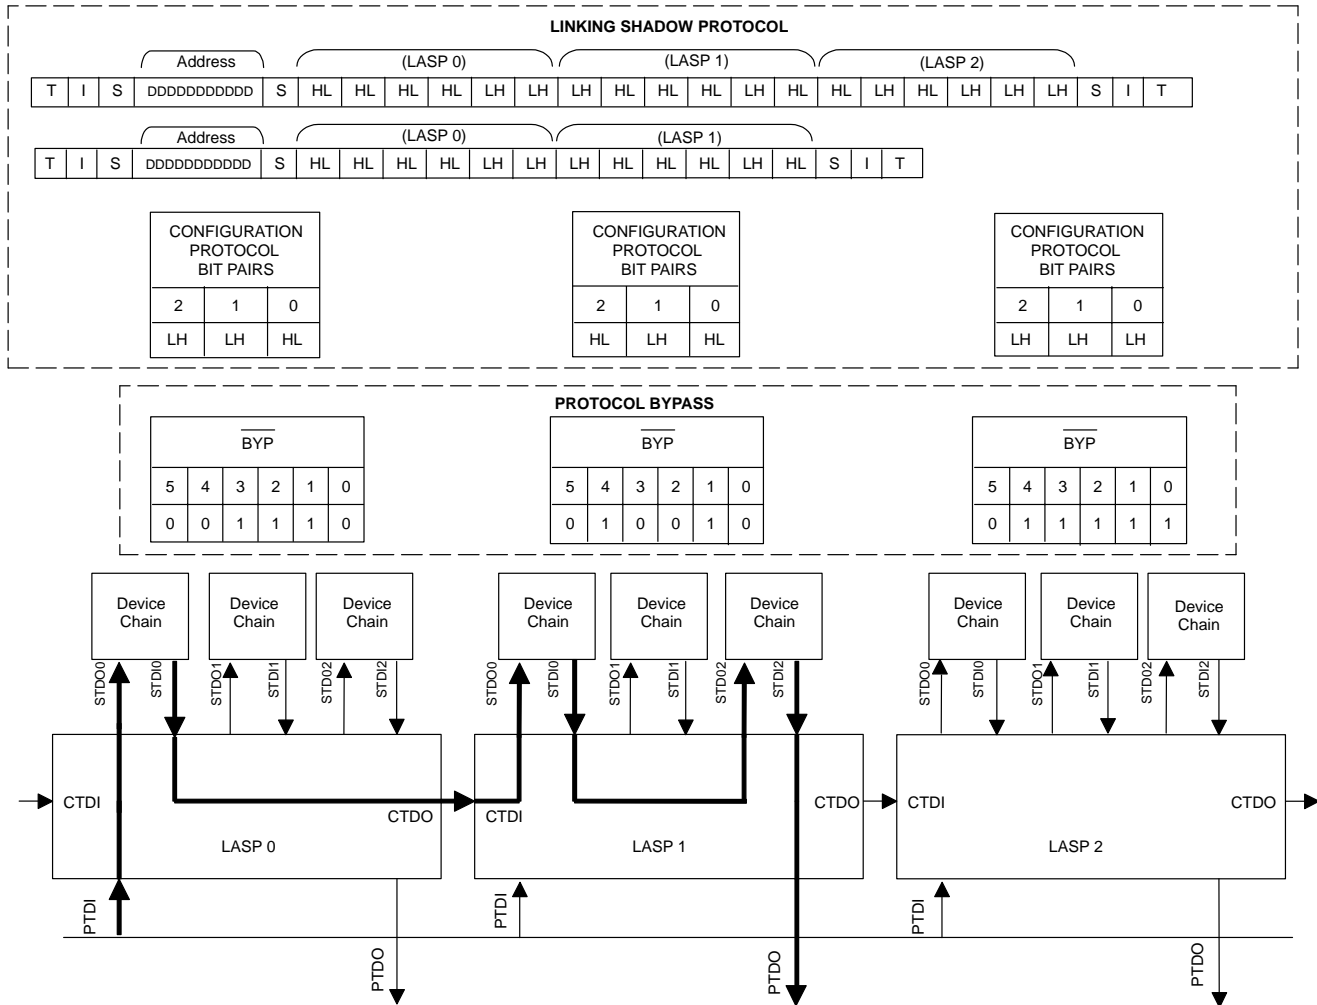 LINKING SHADOW PROTOCOL
Address (LASP 0) (LASP 1) (LASP 2)
T I S DDDDDDDDDDD S HL HL HL HL LH LH LH HL HL HL LH HL HL LH HL LH LH LH S I T
Address (LASP 0) (LASP 1)
T I S DDDDDDDDDDD S HL HL HL HL LH LH LH HL HL HL LH HL S I T
CONFIGURATION CONFIGURATION CONFIGURATION
PROTOCOL PROTOCOL PROTOCOL
BIT PAIRS BIT PAIRS BIT PAIRS
2 1 0 2 1 0 2 1 0
LH LH HL HL LH HL LH LH LH
PROTOCOL BYPASS
BYP BYP BYP
5 4 3 2 1 0 5 4 3 2 1 0 5 4 3 2 1 0
0 0 1 1 1 0 0 1 0 0 1 0 0 1 1 1 1 1
Device Device Device Device Device Device Device Device Device
Chain Chain Chain Chain Chain Chain Chain Chain Chain
STDO0 STDI0 STDO1 STDI1 STD02 STDI2 STDO0 STDI0 STDO1 STDI1 STD02 STDI2 STDO0 STDI0 STDO1 STDI1 STD02 STDI2
CTDI CTDO CTDI CTDO CTDI CTDO
LASP 0 LASP 1 LASP 2
PTDI PTDI PTDI
PTDO PTDO PTDO